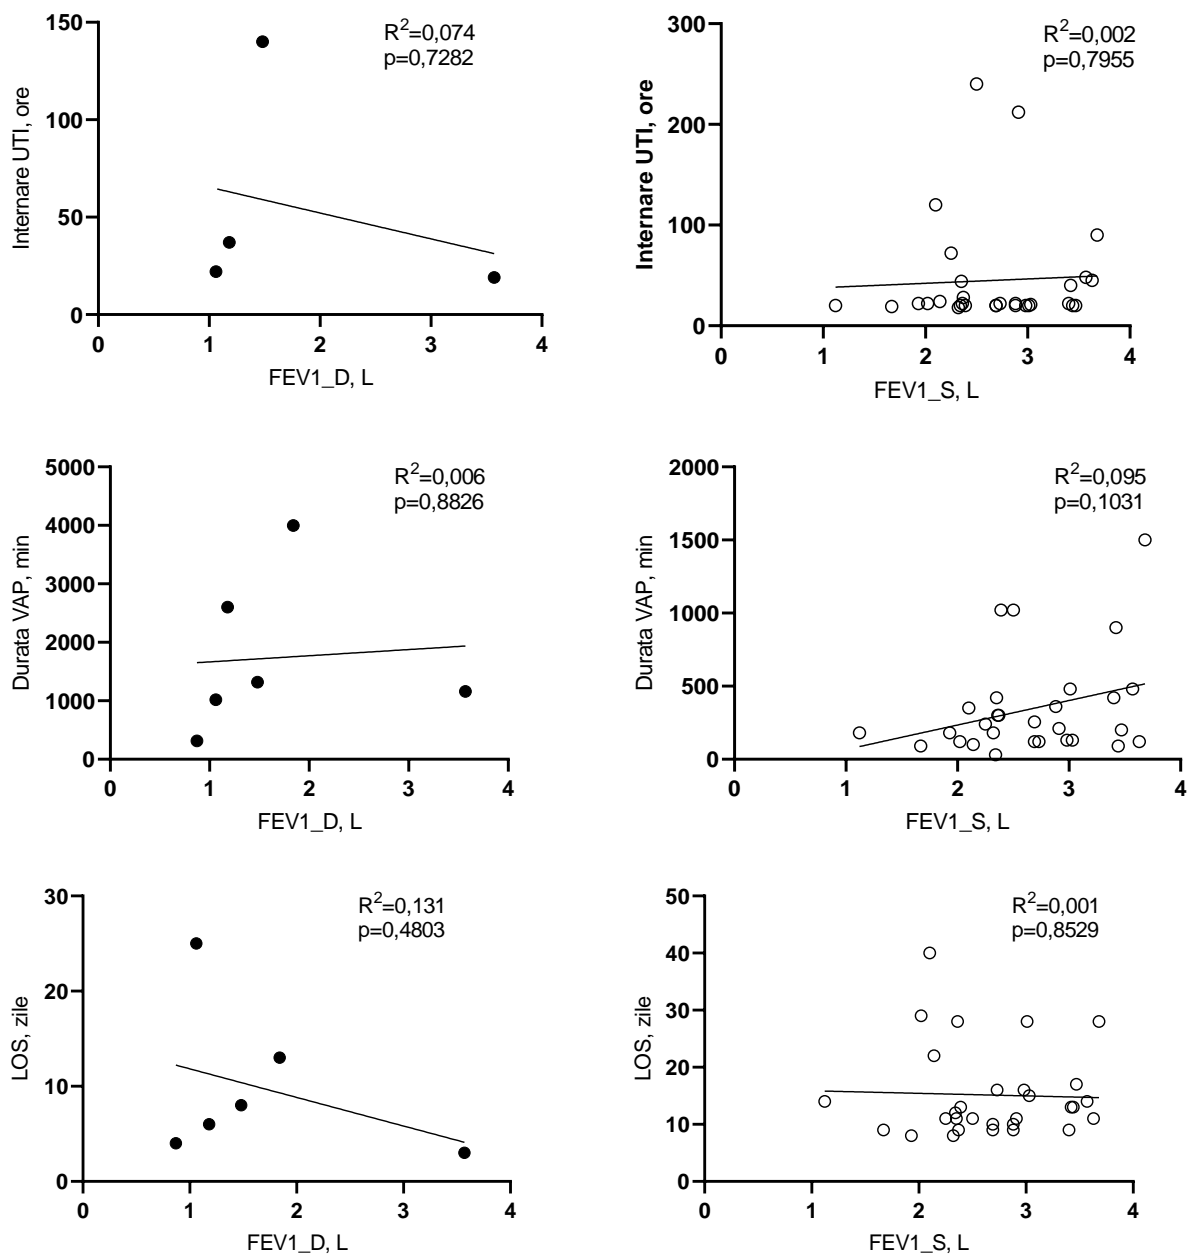 R²=0,074
p=0,7282
Internare UTI, ore
150
100
50
0
0 1 2 3 4
FEV1_D, L
R²=0,002
p=0,7955
Internare UTI, ore
300
200
100
0
0 1 2 3 4
FEV1_S, L
R²=0,006
p=0,8826
Durata VAP, min
5000
4000
3000
2000
1000
0
0 1 2 3 4
FEV1_D, L
R²=0,095
p=0,1031
Durata VAP, min
2000
1500
1000
500
0
0 1 2 3 4
FEV1_S, L
R²=0,131
p=0,4803
LOS, zile
30
20
10
0
0 1 2 3 4
FEV1_D, L
R²=0,001
p=0,8529
LOS, zile
50
40
30
20
10
0
0 1 2 3 4
FEV1_S, L